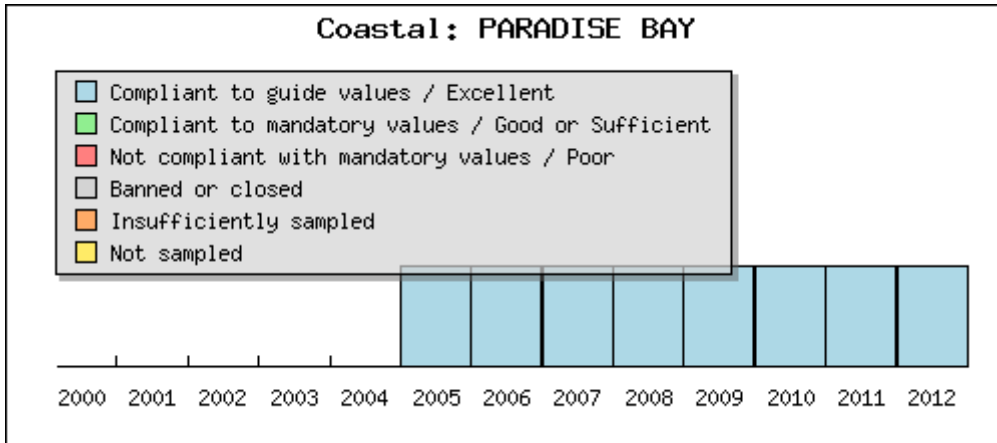 Coastal: PARADISE BAY
Compliant to guide values / Excellent
Compliant to mandatory values / Good or Sufficient
Not compliant with mandatory values / Poor
Banned or closed
Insufficiently sampled
Not sampled
2000 2001 2002 2003 2004 2005 2006 2007 2008 2009 2010 2011 2012